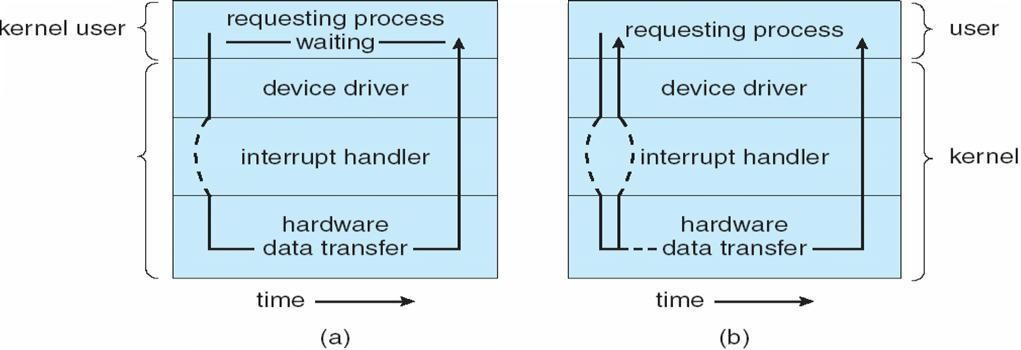 kernel user
requesting process
waiting
device driver
interrupt handler
hardware
data transfer
time
(a)
requesting process
user
device driver
interrupt handler
kernel
hardware
data transfer
time
(b)